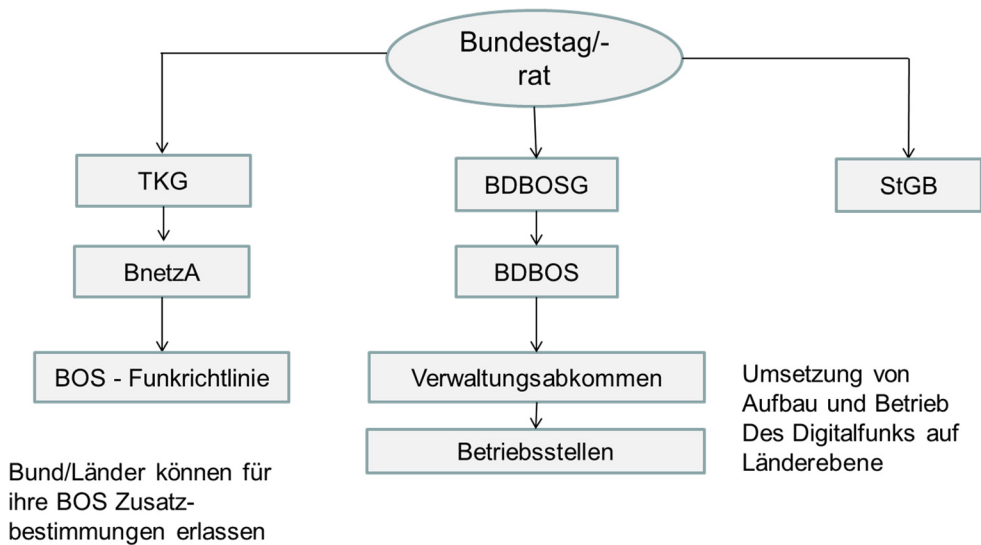 Bundestag/-
rat
TKG
BDBOSG
StGB
BnetzA
BDBOS
BOS - Funkrichtlinie
Verwaltungsabkommen
Betriebsstellen
Umsetzung von
Aufbau und Betrieb
Des Digitalfunks auf
Länderebene
Bund/Länder können für
ihre BOS Zusatz-
bestimmungen erlassen